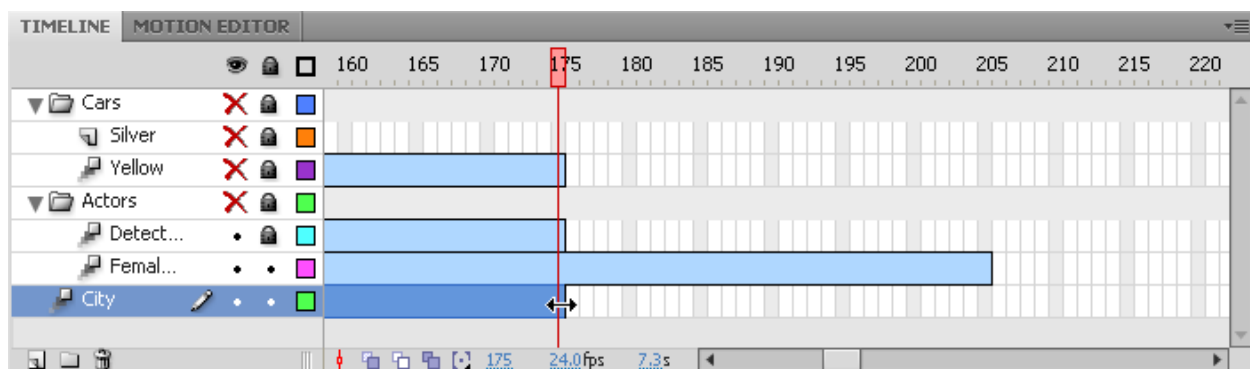 TIMELINE MOTION EDITOR
160 165 170 175 180 185 190 195 200 205 210 215 220
Cars
Silver
Yellow
Actors
Detect...
Femal...
City
175 24.0fps 7.3s